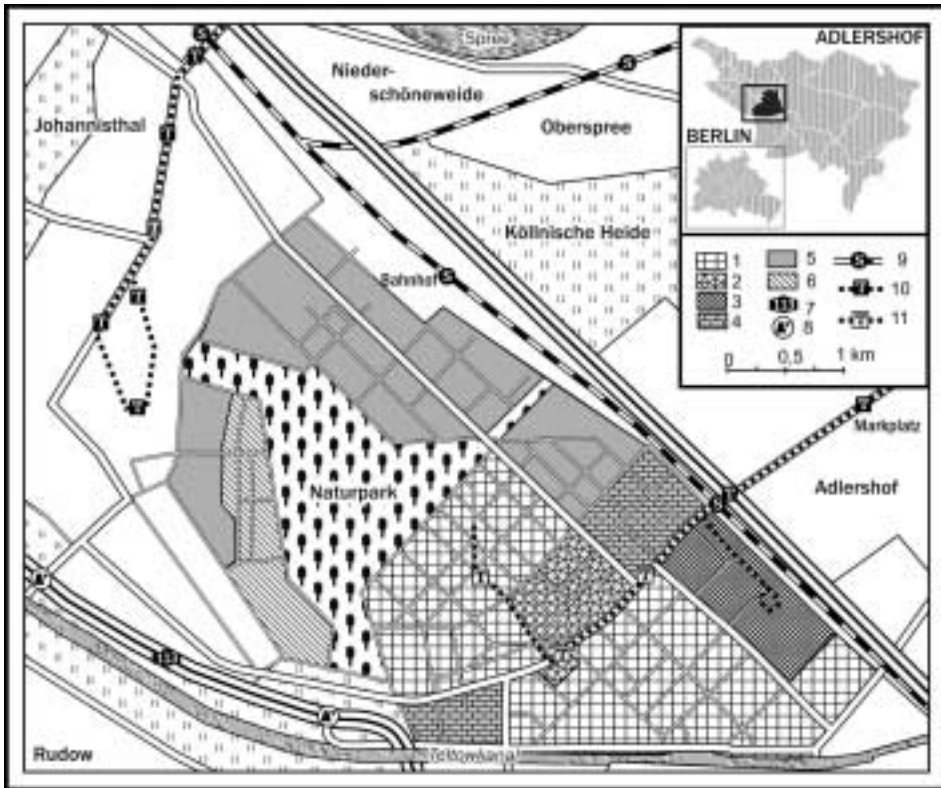 Spree
ADLERSHOF
Nieder-
schöneweide
Johannisthal
Oberspree
BERLIN
Köllnische Heide
Bahnhof
1
2
3
4
5
6
7
8
9
10
11
0 0,5 1 km
Markplatz
Naturpark
Adlershof
Rudow
Teltowkanal